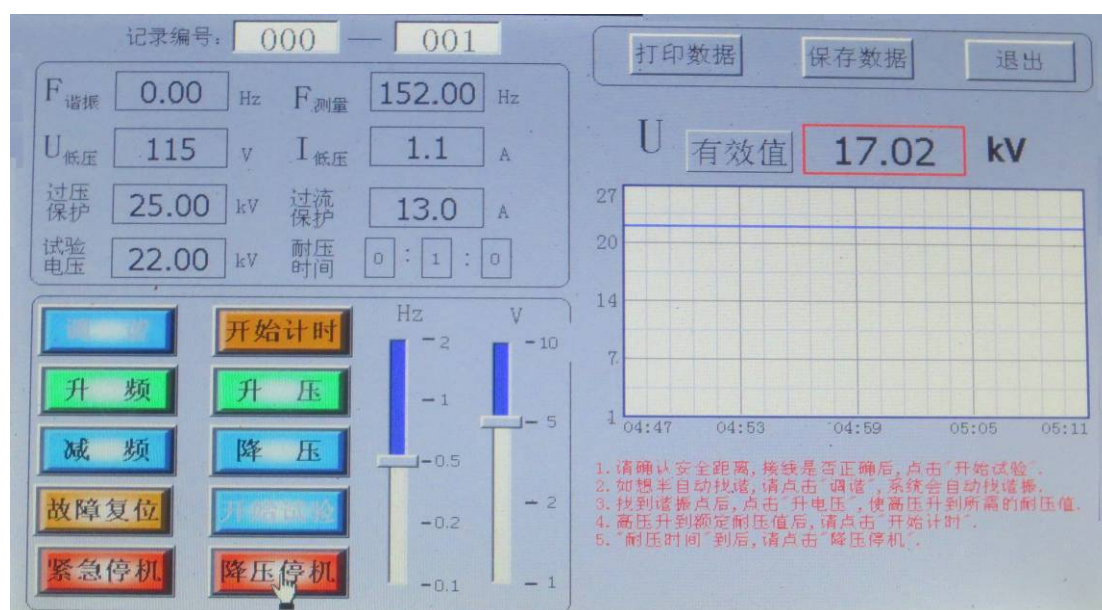 记录编号: 000 — 001
打印数据 保存数据 退出
F谐振 0.00 Hz F测量 152.00 Hz
U低压 115 V I低压 1.1 A
过压保护 25.00 kV 过流保护 13.0 A
试验电压 22.00 kV 耐压时间 0 : 1 : 0
U 有效值 17.02 kV
27
20
14
7
1
04:47 04:53 04:59 05:05 05:11
开始计时
升 频 升 压
减 频 降 压
故障复位 开始试验
紧急停机 降压停机
Hz V
2 10
1
5
0.5
2
0.2
0.1 1
1.请确认安全距离,接线是否正确后,点击"开始试验".
2.如想半自动找谐,请点击"调谐",系统会自动找谐振.
3.找到谐振点后,点击"升电压",使高压升到所需的耐压值.
4.高压升到额定耐压值后,请点击"开始计时".
5."耐压时间"到后,请点击"降压停机".